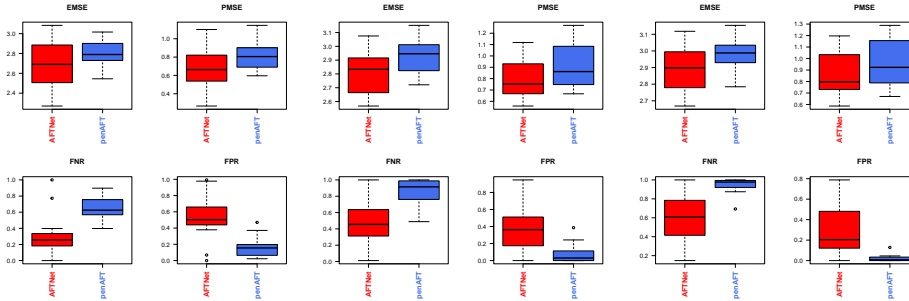 EMSE
PMSE
EMSE
PMSE
EMSE
PMSE
3.0
2.8
2.6
2.4
AFTNet
penAFT
1.0
0.8
0.6
0.4
AFTNet
penAFT
3.1
3.0
2.9
2.8
2.7
2.6
AFTNet
penAFT
1.2
1.1
1.0
0.9
0.8
0.7
0.6
AFTNet
penAFT
3.1
3.0
2.9
2.8
2.7
AFTNet
penAFT
1.3
1.2
1.1
1.0
0.9
0.8
0.7
0.6
AFTNet
penAFT
FNR
FPR
FNR
FPR
FNR
FPR
1.0
0.8
0.6
0.4
0.2
0.0
AFTNet
penAFT
1.0
0.8
0.6
0.4
0.2
0.0
AFTNet
penAFT
1.0
0.8
0.6
0.4
0.2
0.0
AFTNet
penAFT
0.8
0.6
0.4
0.2
0.0
AFTNet
penAFT
1.0
0.8
0.6
0.4
0.2
AFTNet
penAFT
0.8
0.6
0.4
0.2
0.0
AFTNet
penAFT